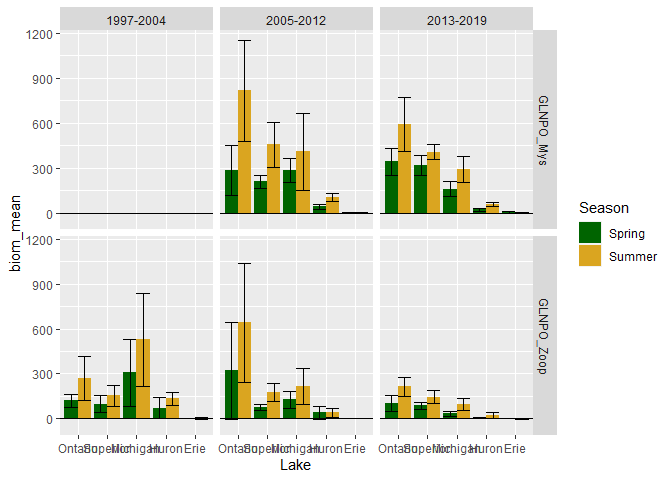 1997-2004 2005-2012 2013-2019
1200
900
600
300
0
GLNPO_Mys
1200
900
600
300
0
GLNPO_Zoop
biom_mean
Ontario Superior Michigan Huron Erie Ontario Superior Michigan Huron Erie Ontario Superior Michigan Huron Erie
Lake
Season
Spring
Summer